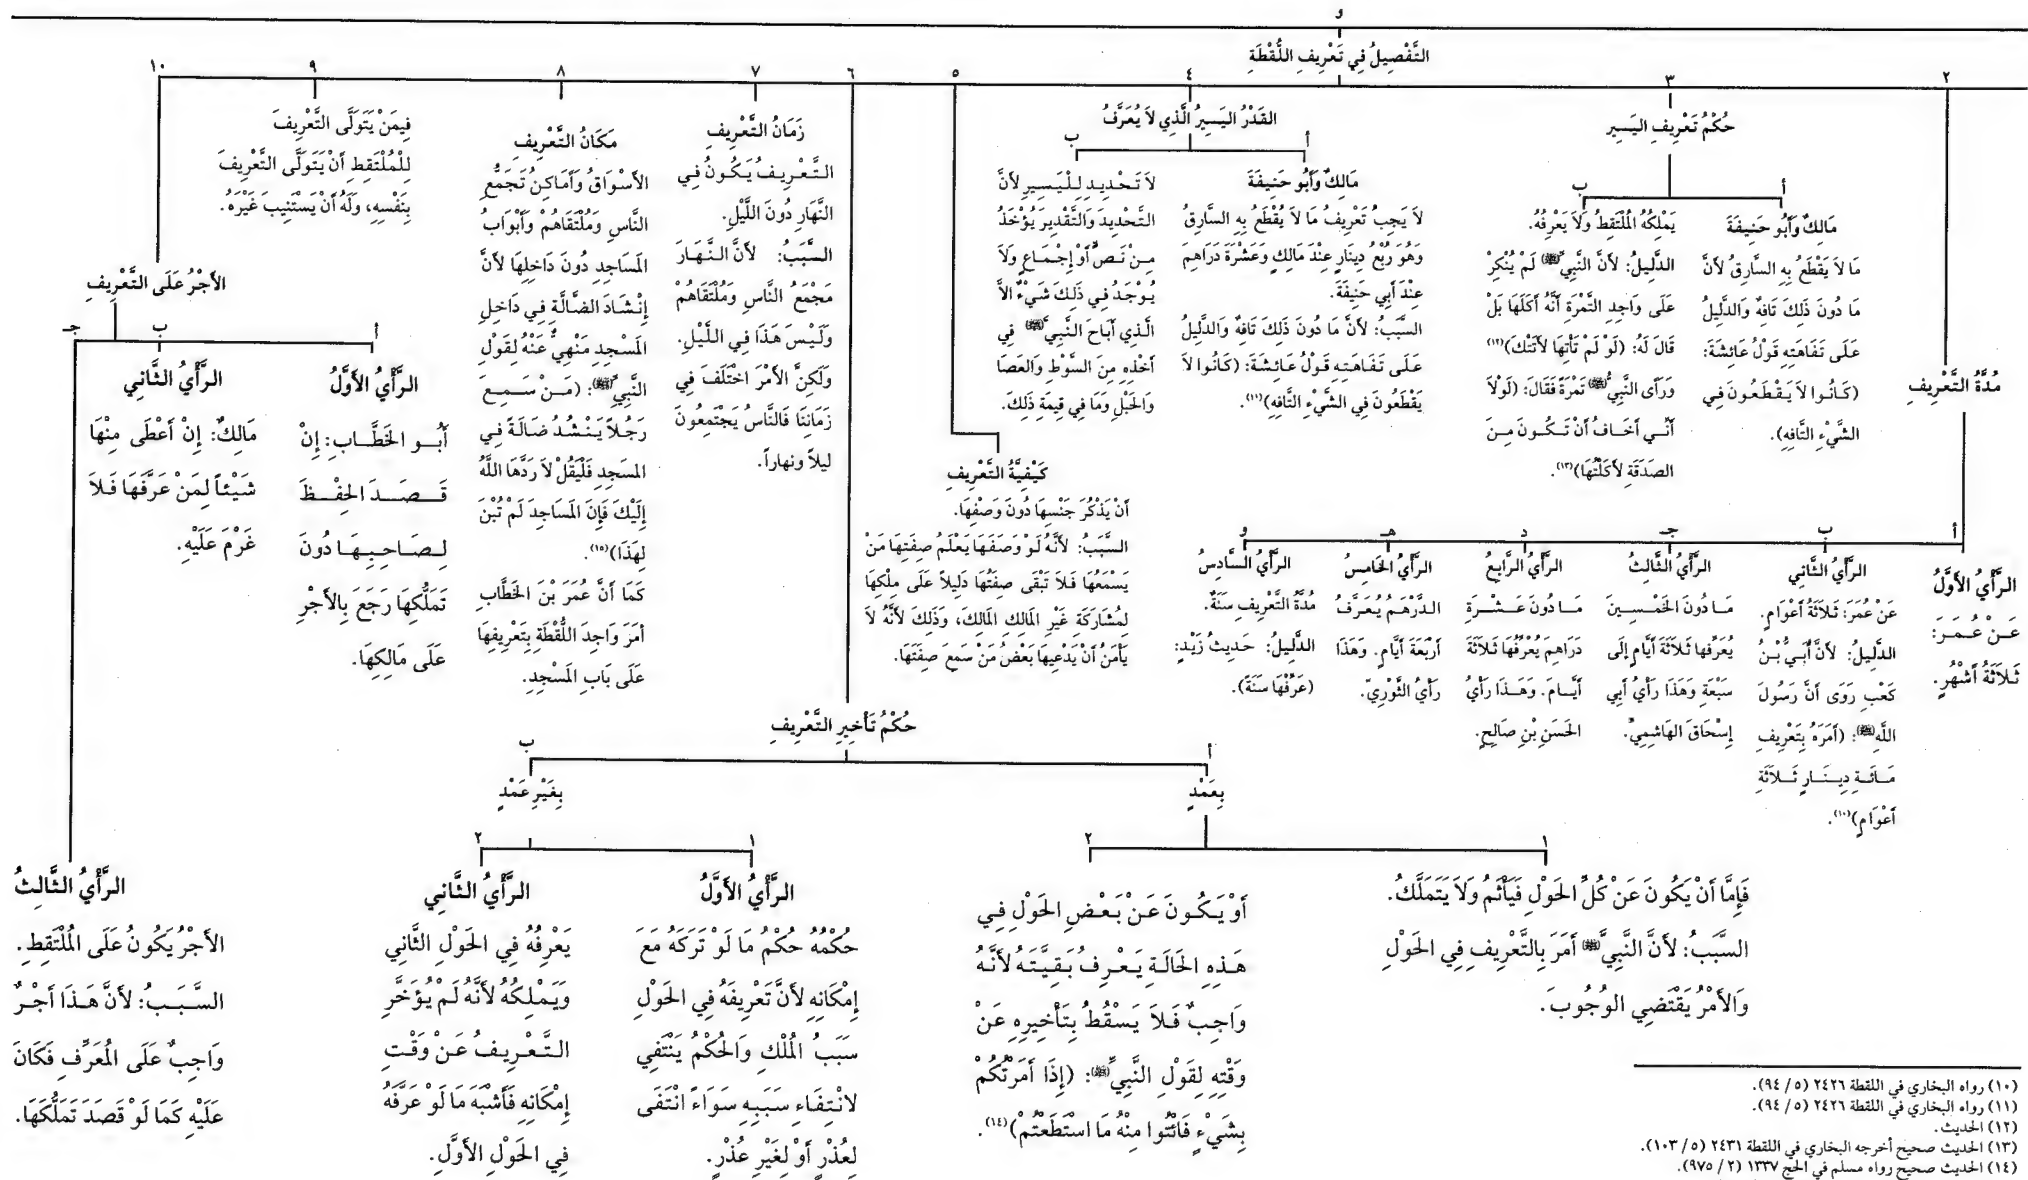 و
التَّفْصِيلُ فِي تَعْرِيفِ اللُّقْطَةِ
٢
٣
٤
٥
٦
٧
٨
٩
١٠
مُدَّةُ التَّعْرِيفِ
أ
ب
جـ
د
هـ
و
الرَّأْيُ الأَوَّلُ
عَنْ عُمَرَ:
ثَلاَثَةُ أَشْهُرٍ.
الرَّأْيُ الثَّانِي
عَنْ عُمَرَ: ثَلاَثَةُ أَعْوَامٍ.
الدَّلِيلُ: لأَنَّ أُبَيَّ بْنُ
كَعْبٍ رَوَى أَنَّ رَسُولَ
اللَّهِ ﷺ: (أَمَرَهُ بِتَعْرِيفِ
مَائَةِ دِينَارٍ ثَلاَثَةِ
أَعْوَامٍ)(١٠).
الرَّأْيُ الثَّالِثُ
مَا دُونَ الخَمْسِينَ
يُعَرِّفُها ثَلاَثَةَ أَيَّامٍ إِلَى
سَبْعَةٍ وَهَذَا رَأْيُ أَبِي
إِسْحَاقَ الهَاشِمِيِّ.
الرَّأْيُ الرَّابِعُ
مَا دُونَ عَشْرَةِ
دَرَاهِمَ يُعَرِّفُهَا ثَلاَثَةَ
أَيَّامَ. وَهَذَا رَأْيُ
الحَسَنِ بْنِ صَالِحٍ.
الرَّأْيُ الخَامِسُ
الدَّرْهَمُ يُعَرَّفُ
أَرْبَعَةَ أَيَّامٍ. وَهَذَا
رَأْيُ الثَّوْرِيِّ.
الرَّأْيُ السَّادِسُ
مُدَّةُ التَّعْرِيفِ سَنَةٌ.
الدَّلِيلُ: حَدِيثُ زَيْدٍ:
(عَرِّفْهَا سَنَةً).
حُكْمُ تَعْرِيفِ اليَسِيرِ
أ
ب
مَالِكٌ وَأَبُو حَنِيفَةَ
مَا لاَ يَقْطَعُ بِهِ السَّارِقُ لأَنَّ
مَا دُونَ ذَلِكَ تَافِهٌ وَالدَّلِيلُ
عَلَى تَفَاهَتِهِ قَوْلُ عَائِشَةَ:
(كَانُوا لاَ يَقْطَعُونَ فِي
الشَّيْءِ التَّافِهِ).
يَمْلِكُهُ المُلْتَقِطُ وَلاَ يَعْرِفُهُ.
الدَّلِيلُ: لأَنَّ النَّبِيَّ ﷺ لَمْ يُنْكِرْ
عَلَى وَاجِدِ التَّمْرَةِ أَنَّهُ أَكَلَهَا بَلْ
قَالَ لَهُ: (لَوْ لَمْ تَأْتِهَا لأَتَتْكَ)(١٢)
وَرَأَى النَّبِيُّ ﷺ تَمْرَةً فَقَالَ: (لَوْلاَ
أَنِّي أَخَافُ أَنْ تَكُونَ مِنَ
الصَدَقَةِ لأَكَلْتُهَا)(١٣).
القَدْرُ اليَسِيرُ الَّذِي لاَ يُعَرَّفُ
أ
ب
مَالِكٌ وَأَبُو حَنِيفَةَ
لاَ يَجِبُ تَعْرِيفُ مَا لاَ يُقْطَعُ بِهِ السَّارِقُ
وَهُوَ رُبُعُ دِينَارٍ عِنْدَ مَالِكٍ وَعَشْرَةَ دَرَاهِمَ
عِنْدَ أَبِي حَنِيفَةَ.
السَّبَبُ: لأَنَّ مَا دُونَ ذَلِكَ تَافِهٌ وَالدَّلِيلُ
عَلَى تَفَاهَتِهِ قَوْلُ عَائِشَةَ: (كَانُوا لاَ
يَقْطَعُونَ فِي الشَّيْءِ التَّافِهِ)(١١).
لاَ تَحْدِيدِ لِلْيَسِيرِ لأَنَّ
التَّحْدِيدَ وَالتَّقْدِيرَ يُؤْخَذُ
مِنْ نَصٍّ أَوْ إِجْمَاعٍ وَلاَ
يُوْجَدُ فِي ذَلِكَ شَيْءٌ الاَّ
الَّذِي أَبَاحَ النَّبِيُّ ﷺ فِي
أَخْذِهِ مِنَ السَّوْطِ وَالعَصَا
وَالحَبْلِ وَمَا فِي قِيمَةِ ذَلِكَ.
كَيْفِيَّةُ التَّعْرِيفِ
أَنْ يَذْكُرَ جَنْسِهَا دُونَ وَصْفِهَا.
السَّبَبُ: لأَنَّهُ لَوْ وَصَفَهَا يَعْلَمُ صِفَتِهَا مَنْ
يَسْمَعُهَا فَلاَ تَبْقَى صِفَتُهَا دَلِيلاً عَلَى مِلْكِهَا
لِمُشَارَكَةِ غَيْرِ المَالِكِ المَالِكَ، وَذَلِكَ لأَنَّهُ لاَ
يَأْمَنُ أَنْ يَدَّعِيهَا بَعْضُ مَنْ سَمِعَ صِفَتَهَا.
زَمَانُ التَّعْرِيفِ
التَّعْرِيفُ يَكُونُ فِي
النَّهَارِ دُونَ اللَّيْلِ.
السَّبَبُ: لأَنَّ النَّهَارَ
مَجْمَعُ النَّاسِ وَمُلْتَقَاهُمْ
وَلَيْسَ هَذَا فِي اللَّيْلِ.
وَلَكِنَّ الأَمْرَ اخْتَلَفَ فِي
زَمَانِنَا فَالنَّاسُ يَجْتَمِعُونَ
ليلاً ونهاراً.
مَكَانُ التَّعْرِيفِ
الأَسْوَاقُ وَأَمَاكِنُ تَجَمُّعِ
النَّاسِ وَمُلْتَقَاهُمْ وَأَبْوَابُ
المَسَاجِدِ دُونَ دَاخِلِهَا لأَنَّ
إِنْشَادَ الضَّالَّةِ فِي دَاخِلِ
المَسْجِدِ مَنْهِيٌّ عَنْهُ لِقَوْلِ
النَّبِيِّ ﷺ: (مَنْ سَمِعَ
رَجُلاً يَنْشُدُ ضَالَةً فِي
المسَجِدِ فَلْيَقُلْ لاَ رَدَّهَا اللَّهُ
إِلَيْكَ فَإِنَ المَسَاجِدَ لَمْ تُبْنَ
لِهَذَا)(١٥).
كَمَا أَنَّ عُمَرَ بْنَ الخَطَّابِ
أمَرَ وَاجِدَ اللُّقْطَةِ بِتَعْرِيفِهَا
عَلَى بَابِ المَسْجِدِ.
فِيمَنْ يَتَوَلَّى التَّعْرِيفَ
لِلْمُلْتَقِطِ أَنْ يَتَوَلَّى التَّعْرِيفَ
بِنَفْسِهِ، وَلَهُ أَنْ يَسْتَنِيبَ غَيْرَهُ.
الأَجْرُ عَلَى التَّعْرِيفِ
أ
ب
جـ
الرَّأْيُ الأَوَّلُ
أَبُو الخَطَّابِ: إِنْ
قَصَدَ الحِفْظَ
لِصَاحِبِهَا دُونَ
تَمَلُّكِهَا رَجَعَ بِالأَجْرِ
عَلَى مَالِكِهَا.
الرَّأْيُ الثَّانِي
مَالِكٌ: إِنْ أَعْطَى مِنْهَا
شَيْئاً لِمَنْ عَرَّفَهَا فَلاَ
غَرْمَ عَلَيْهِ.
حُكْمُ تَأْخِيرِ التَّعْرِيفِ
أ
ب
بِعَمْدٍ
بِغَيْرِ عَمْدٍ
١
٢
١
٢
فَإِمَّا أَنْ يَكُونَ عَنْ كُلِّ الحَوْلِ فَيَأْثَمُ وَلاَ يَتَمَلَّكُ.
السَّبَبُ: لأَنَّ النَّبِيَّ ﷺ أَمَرَ بِالتَّعْرِيفِ فِي الحَوْلِ
وَالأَمْرُ يَقْتَضِي الوُجُوبَ.
أَوْ يَكُونَ عَنْ بَعْضِ الحَوْلِ فِي
هَذِهِ الحَالَةِ يَعْرِفُ بَقِيَّتَهُ لأَنَّهُ
وَاجِبٌ فَلاَ يَسْقُطُ بِتَأْخِيرِهِ عَنْ
وَقْتِهِ لِقَوْلِ النَّبِيِّ ﷺ: (إِذَا أَمَرْتُكُمْ
بِشَيْءٍ فَائْتُوا مِنْهُ مَا اسْتَطَعْتُمْ)(١٤).
الرَّأْيُ الأَوَّلُ
حُكْمُهُ حُكْمُ مَا لَوْ تَرَكَهُ مَعَ
إِمْكَانِهِ لأَنَّ تَعْرِيفَهُ فِي الحَوْلِ
سَبَبُ المُلْكِ وَالحُكْمُ يَنْتَفِي
لانْتِفَاءِ سَبَبِهِ سَوَاءً انْتَفَى
لِعُذْرٍ أَوْ لِغَيْرِ عُذْرٍ.
الرَّأْيُ الثَّانِي
يَعْرِفُهُ فِي الحَوْلِ الثَّانِي
وَيَمْلِكُهُ لأَنَّهُ لَمْ يُؤَخَّرِ
التَّعْرِيفُ عَنْ وَقْتِ
إِمْكَانِهِ فَأَشْبَهَ مَا لَوْ عَرَّفَهُ
فِي الحَوْلِ الأَوَّلِ.
الرَّأْيُ الثَّالِثُ
الأَجْرُ يَكُونُ عَلَى المُلْتَقِطِ.
السَّبَبُ: لأَنَّ هَذَا أَجْرٌ
وَاجِبٌ عَلَى المُعَرِّفِ فَكَانَ
عَلَيْهِ كَمَا لَوْ قَصَدَ تَمَلُّكَهَا.
(١٠) رواه البخاري في اللقطة ٢٤٢٦ (٥/ ٩٤).
(١١) رواه البخاري في اللقطة ٢٤٢٦ (٥/ ٩٤).
(١٢) الحديث.
(١٣) الحديث صحيح أخرجه البخاري في اللقطة ٢٤٣١ (٥/ ١٠٣).
(١٤) الحديث صحيح رواه مسلم في الحج ١٣٣٧ (٢/ ٩٧٥).